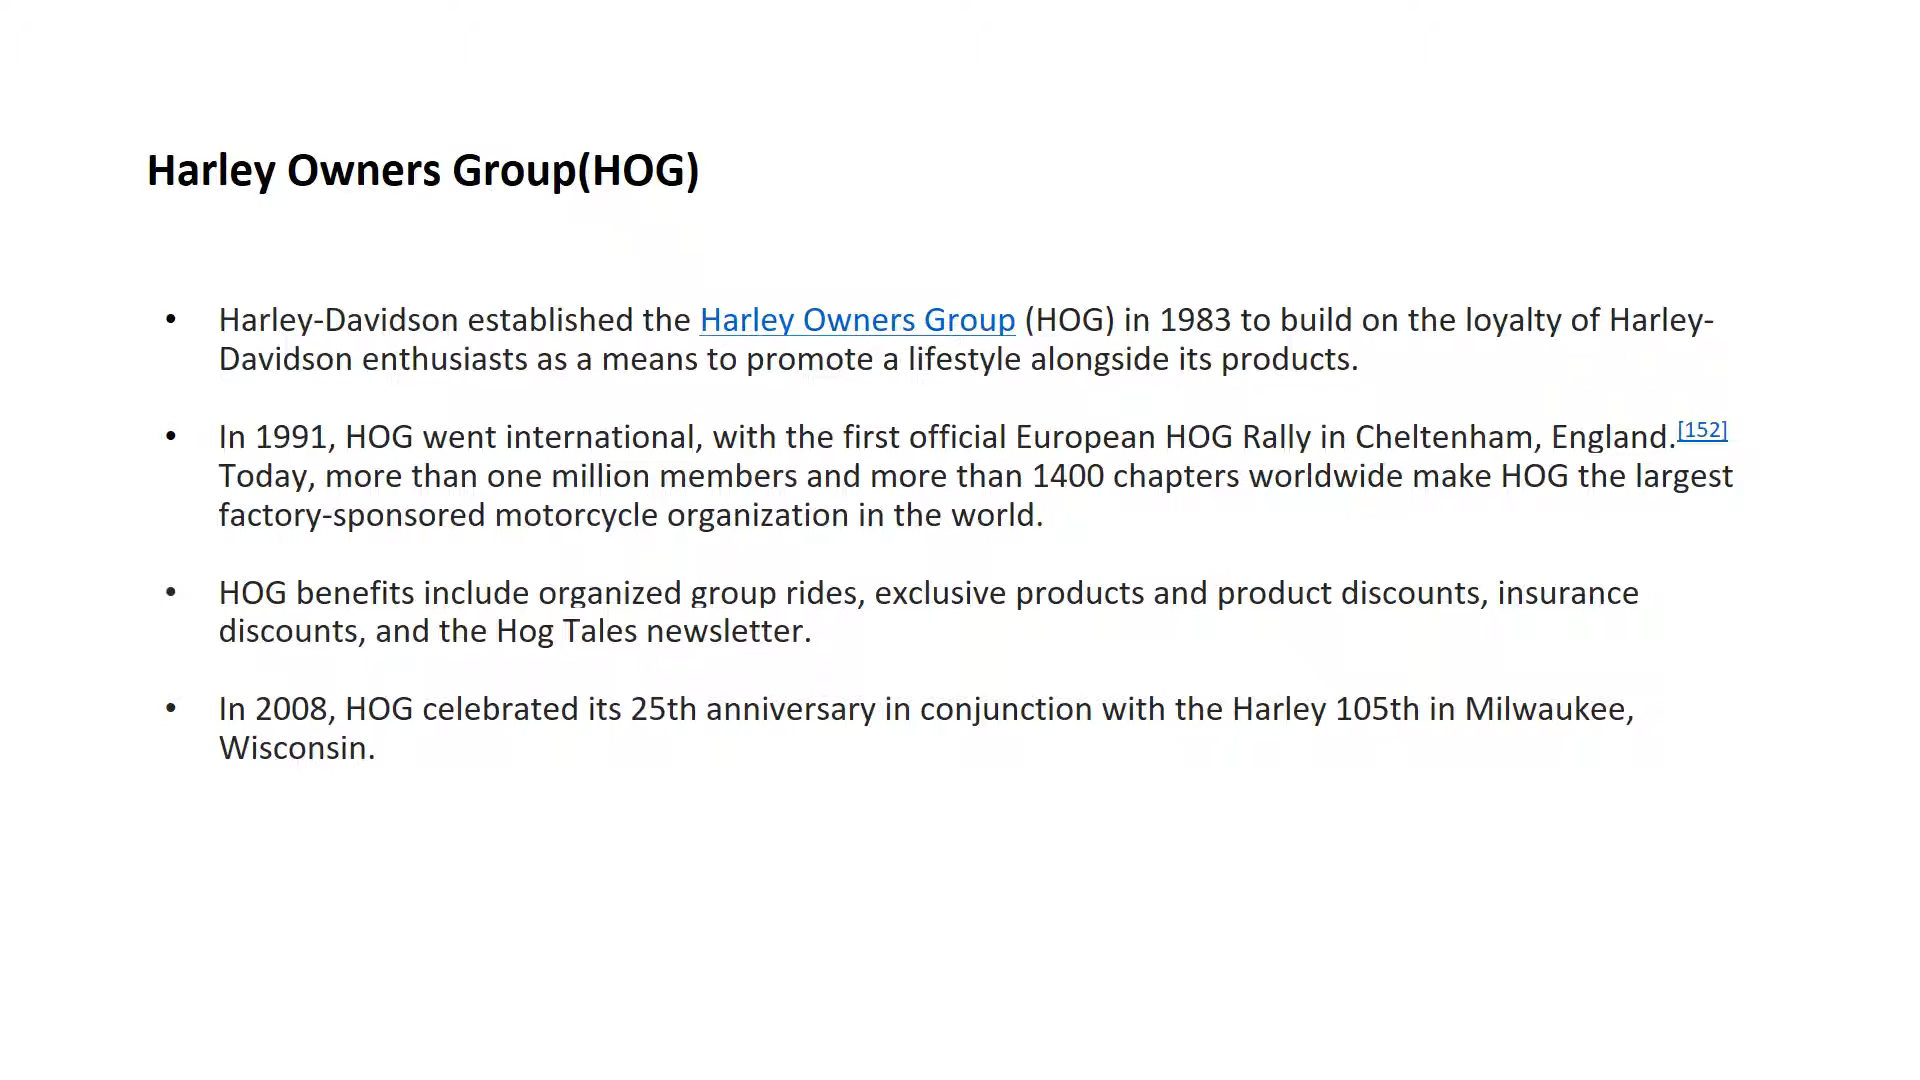 Harley Owners Group(HOG)
• Harley-Davidson established the Harley Owners Group (HOG) in 1983 to build on the loyalty of Harley-
Davidson enthusiasts as a means to promote a lifestyle alongside its products.
• In 1991, HOG went international, with the first official European HOG Rally in Cheltenham, England.[152]
Today, more than one million members and more than 1400 chapters worldwide make HOG the largest
factory-sponsored motorcycle organization in the world.
• HOG benefits include organized group rides, exclusive products and product discounts, insurance
discounts, and the Hog Tales newsletter.
• In 2008, HOG celebrated its 25th anniversary in conjunction with the Harley 105th in Milwaukee,
Wisconsin.